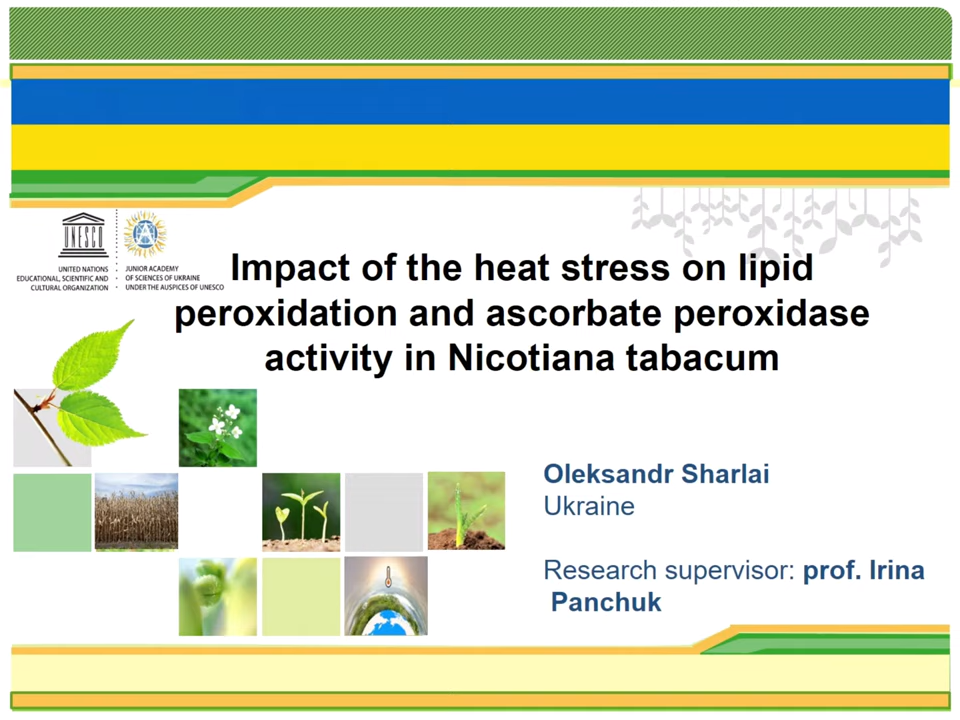 UNESCO
UNITED NATIONS
EDUCATIONAL, SCIENTIFIC AND
CULTURAL ORGANIZATION
JUNIOR ACADEMY
OF SCIENCES OF UKRAINE
UNDER THE AUSPICES OF UNESCO
Impact of the heat stress on lipid
peroxidation and ascorbate peroxidase
activity in Nicotiana tabacum
Oleksandr Sharlai
Ukraine
Research supervisor: prof. Irina
Panchuk